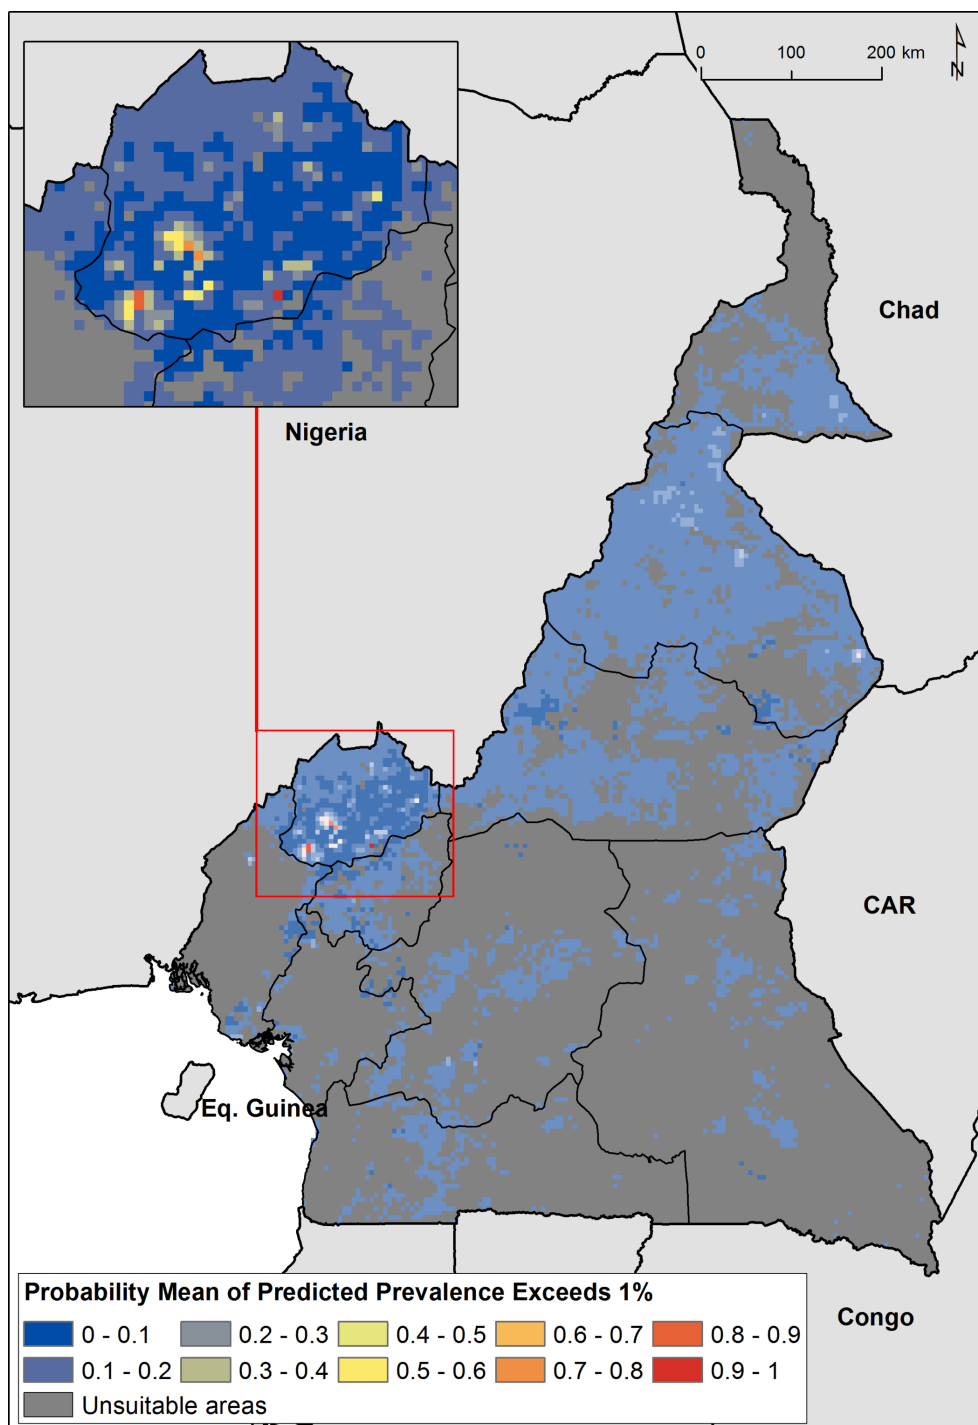 0 100 200 km
N
Chad
Nigeria
CAR
Eq. Guinea
Congo
Probability Mean of Predicted Prevalence Exceeds 1%
0 - 0.1 0.2 - 0.3 0.4 - 0.5 0.6 - 0.7 0.8 - 0.9
0.1 - 0.2 0.3 - 0.4 0.5 - 0.6 0.7 - 0.8 0.9 - 1
Unsuitable areas